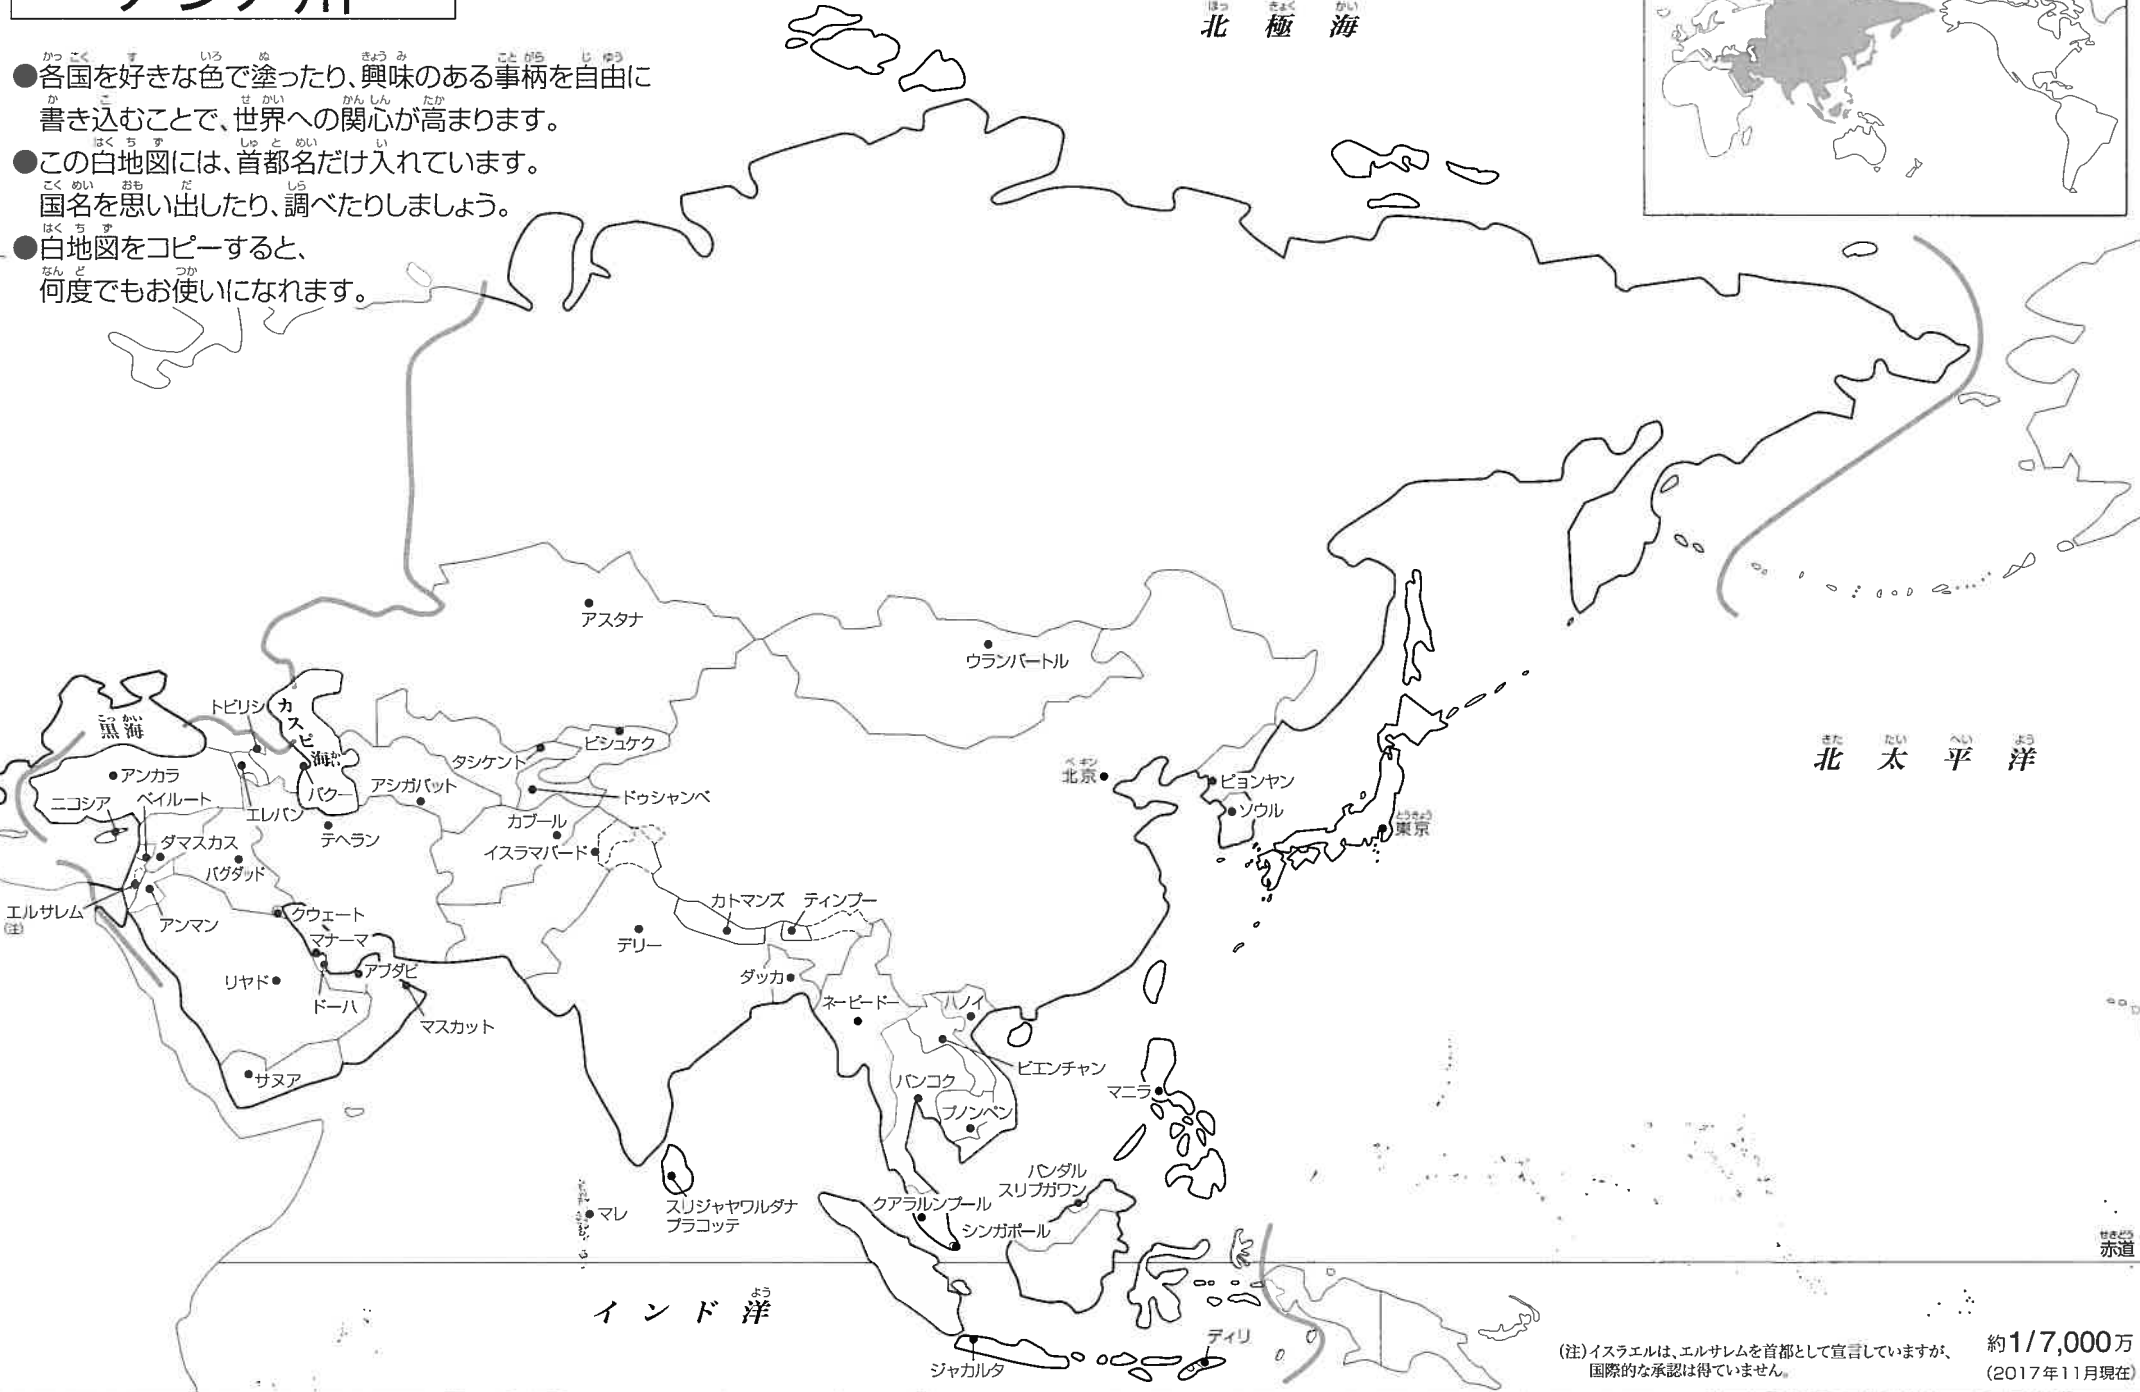 アジア州
●各国を好きな色で塗ったり、興味のある事柄を自由に
書き込むことで、世界への関心が高まります。
●この白地図には、首都名だけ入れています。
国名を思い出したり、調べたりしましょう。
●白地図をコピーすると、
何度でもお使いになれます。
北極海
アスタナ
ウランバートル
トビリシ
カスピ海
黒海
タシケント
ビシュケク
北京
ピョンヤン
北太平洋
アンカラ
アシガバット
ドゥシャンベ
ニコシア
ベイルート
バクー
エレバン
カブール
ソウル
東京
テヘラン
ダマスカス
イスラマバード
バグダッド
エルサレム
(注)
アンマン
クウェート
カトマンズ
ティンプー
マナーマ
デリー
リヤド
アブダビ
ダッカ
ドーハ
ネーピードー
ハノイ
マスカット
ビエンチャン
サヌア
バンコク
マニラ
プノンペン
バンダル
スリブガワン
マレ
スリジャヤワルダナ
プラコッテ
クアラルンプール
シンガポール
赤道
インド洋
ディリ
ジャカルタ
(注)イスラエルは、エルサレムを首都として宣言していますが、
国際的な承認は得ていません。
約1/7,000万
(2017年11月現在)